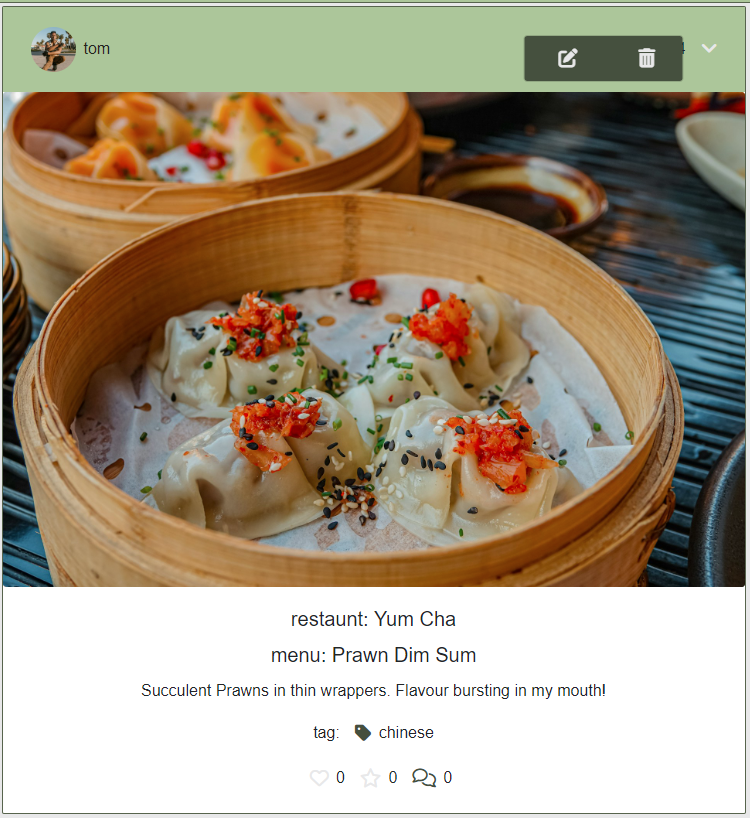 tom
restaunt: Yum Cha
menu: Prawn Dim Sum
Succulent Prawns in thin wrappers. Flavour bursting in my mouth!
tag: chinese
0 0 0